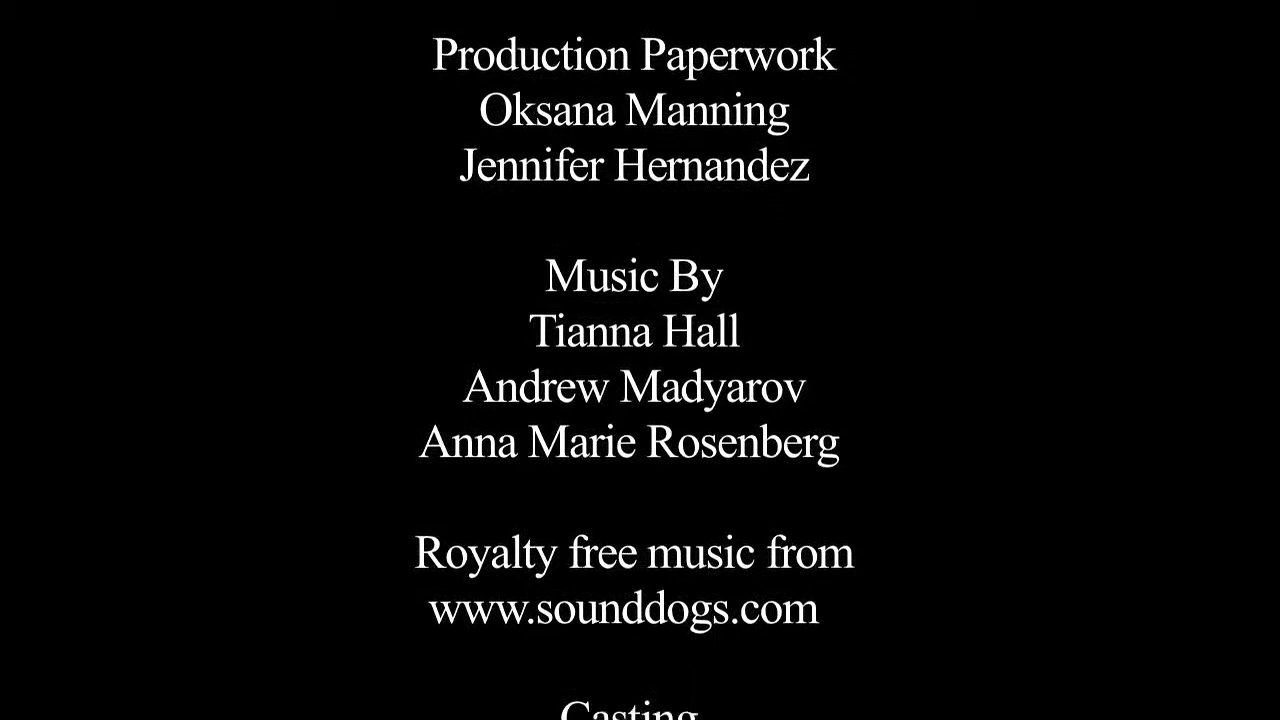 Production Paperwork
Oksana Manning
Jennifer Hernandez
Music By
Tianna Hall
Andrew Madyarov
Anna Marie Rosenberg
Royalty free music from
www.sounddogs.com
Casting